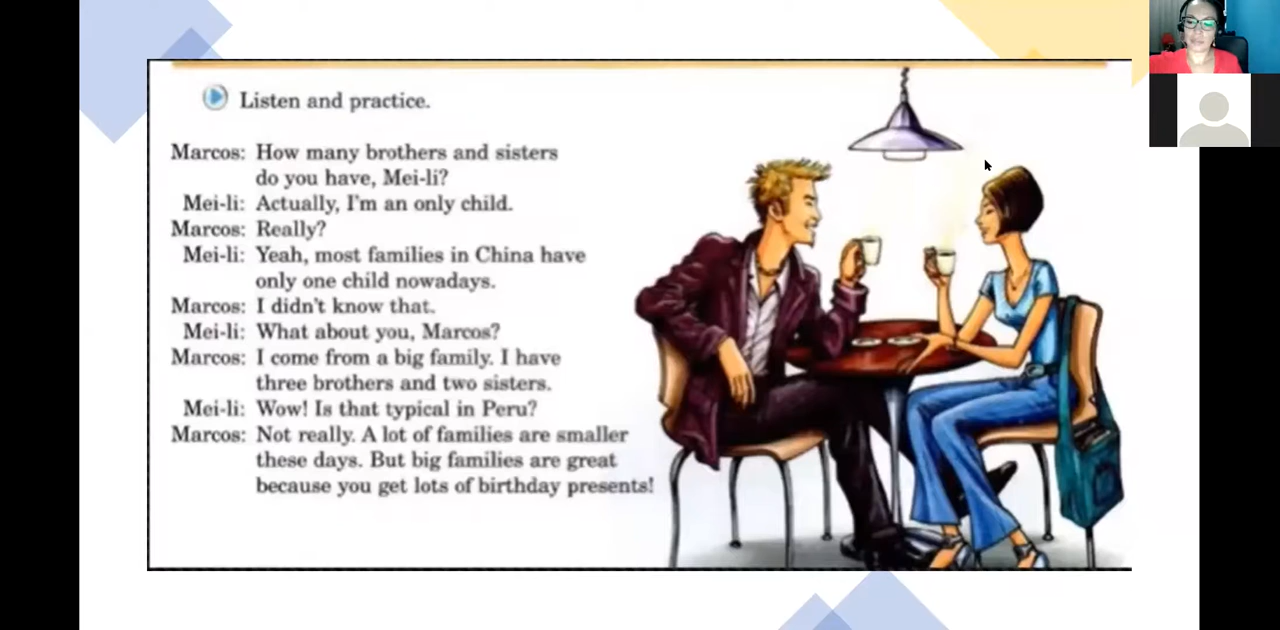 Listen and practice.
Marcos: How many brothers and sisters
do you have, Mei-li?
Mei-li: Actually, I'm an only child.
Marcos: Really?
Mei-li: Yeah, most families in China have
only one child nowadays.
Marcos: I didn't know that.
Mei-li: What about you, Marcos?
Marcos: I come from a big family. I have
three brothers and two sisters.
Mei-li: Wow! Is that typical in Peru?
Marcos: Not really. A lot of families are smaller
these days. But big families are great
because you get lots of birthday presents!